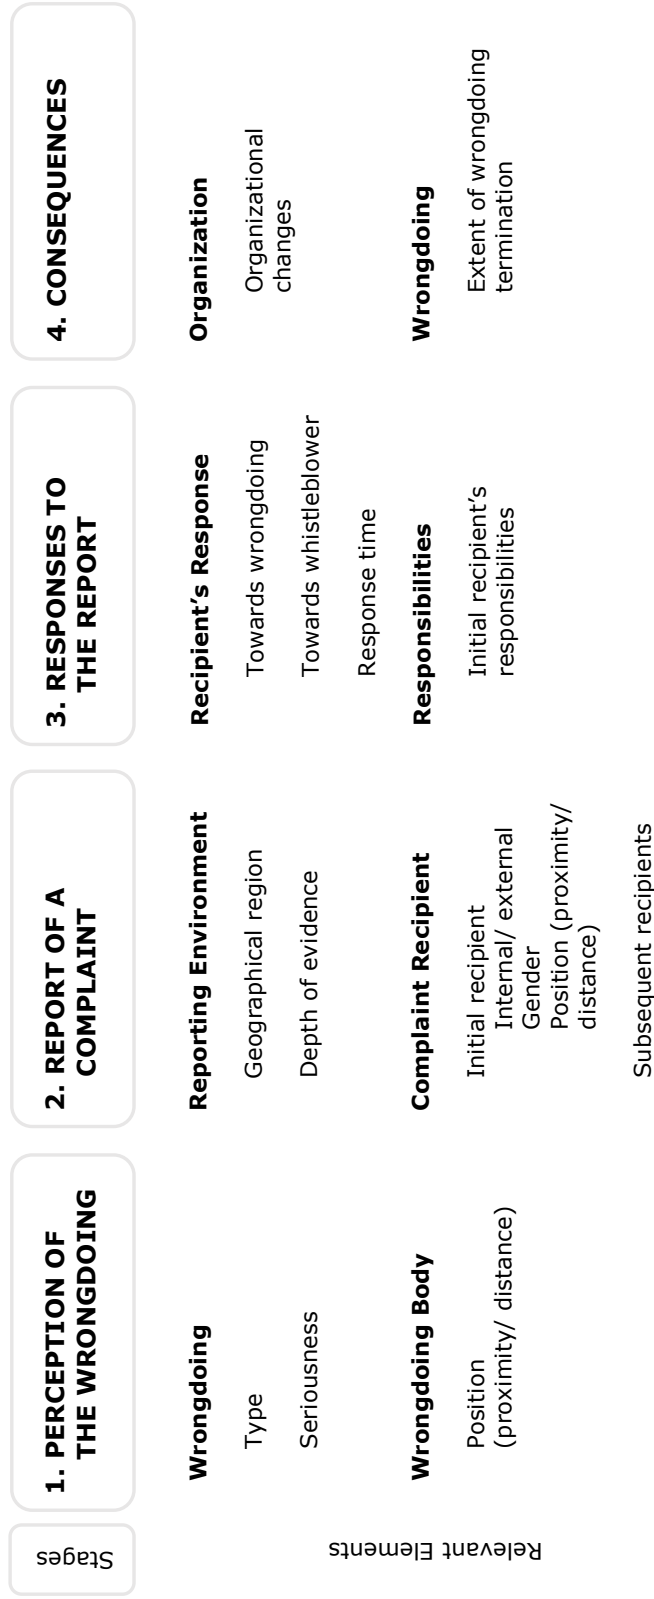 Stages
1. PERCEPTION OF
THE WRONGDOING
2. REPORT OF A
COMPLAINT
3. RESPONSES TO
THE REPORT
4. CONSEQUENCES
Relevant Elements
Wrongdoing
Type
Seriousness
Wrongdoing Body
Position
(proximity/ distance)
Reporting Environment
Geographical region
Depth of evidence
Complaint Recipient
Initial recipient
Internal/ external
Gender
Position (proximity/
distance)
Subsequent recipients
Recipient’s Response
Towards wrongdoing
Towards whistleblower
Response time
Responsibilities
Initial recipient’s
responsibilities
Organization
Organizational
changes
Wrongdoing
Extent of wrongdoing
termination